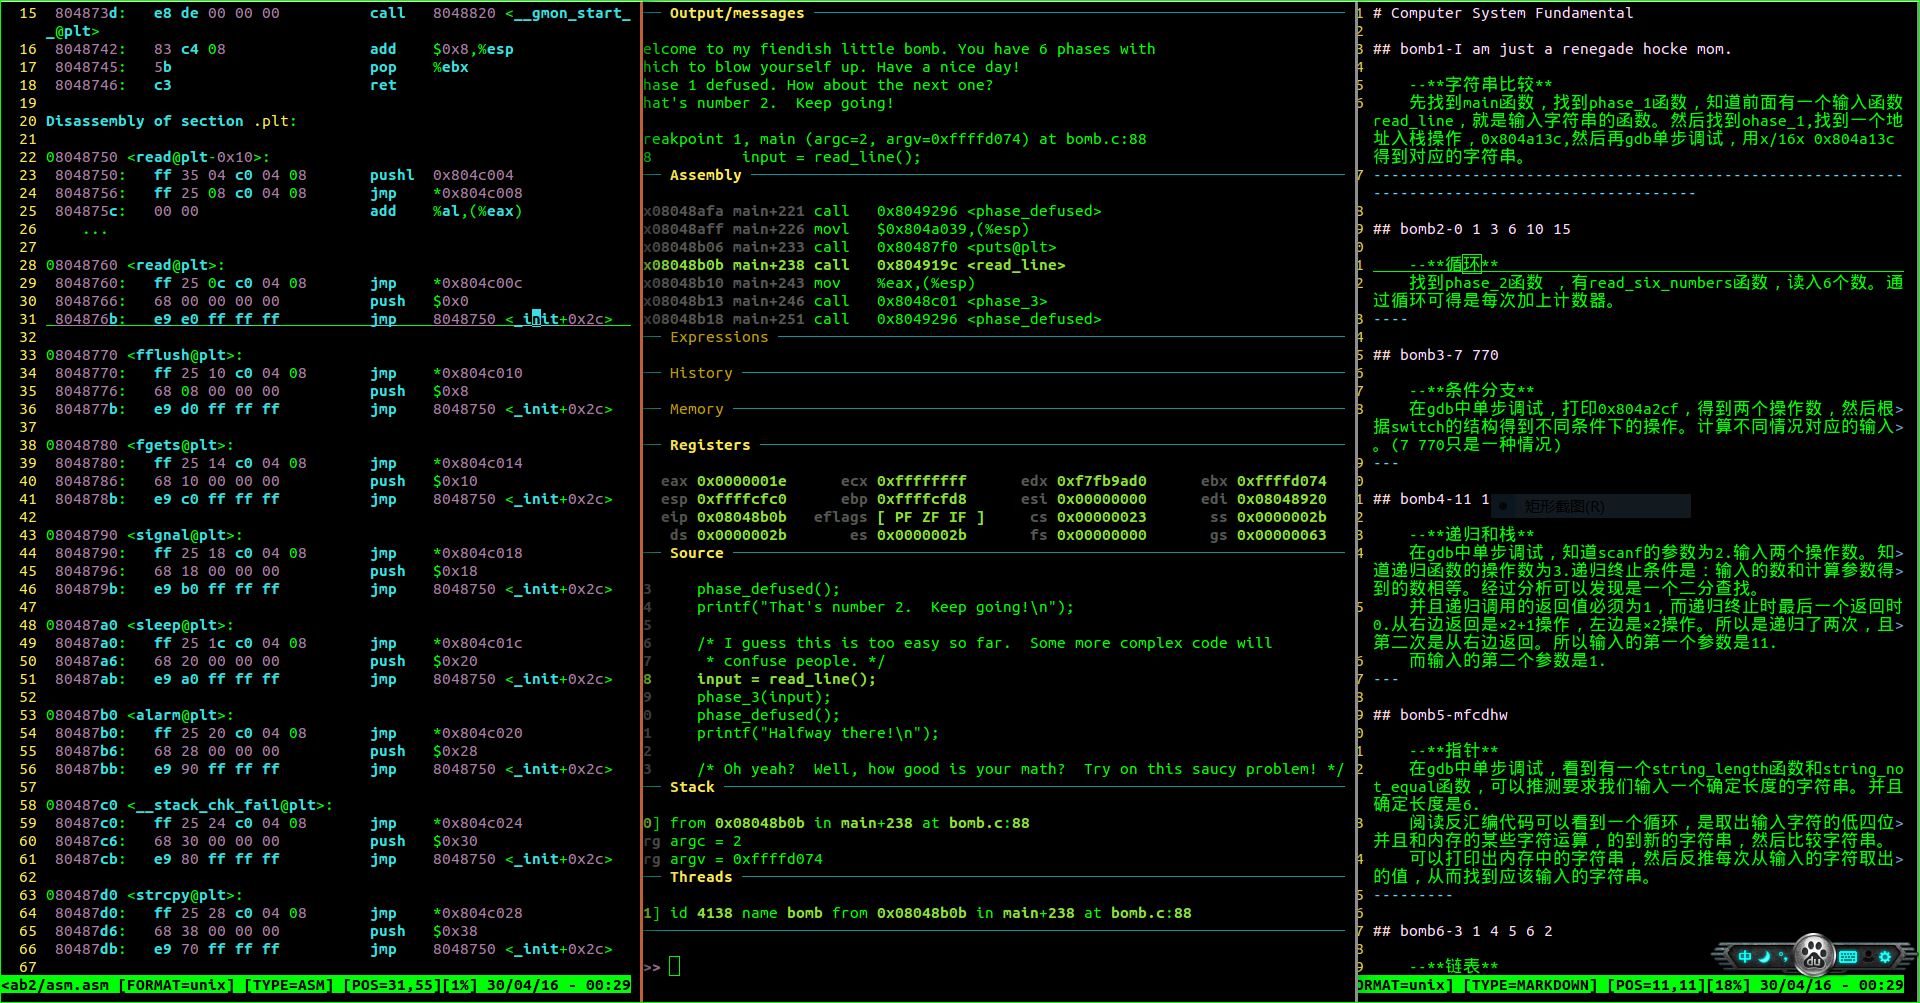 15  804873d:   e8 de 00 00 00          call   8048820 <__gmon_start_
_@plt>
16  8048742:   83 c4 08                add    $0x8,%esp
17  8048745:   5b                      pop    %ebx
18  8048746:   c3                      ret
19
20 Disassembly of section .plt:
21
22 08048750 <read@plt-0x10>:
23  8048750:   ff 35 04 c0 04 08       pushl  0x804c004
24  8048756:   ff 25 08 c0 04 08       jmp    *0x804c008
25  804875c:   00 00                   add    %al,(%eax)
26     ...
27
28 08048760 <read@plt>:
29  8048760:   ff 25 0c c0 04 08       jmp    *0x804c00c
30  8048766:   68 00 00 00 00          push   $0x0
31  804876b:   e9 e0 ff ff ff          jmp    8048750 <_init+0x2c>
32
33 08048770 <fflush@plt>:
34  8048770:   ff 25 10 c0 04 08       jmp    *0x804c010
35  8048776:   68 08 00 00 00          push   $0x8
36  804877b:   e9 d0 ff ff ff          jmp    8048750 <_init+0x2c>
37
38 08048780 <fgets@plt>:
39  8048780:   ff 25 14 c0 04 08       jmp    *0x804c014
40  8048786:   68 10 00 00 00          push   $0x10
41  804878b:   e9 c0 ff ff ff          jmp    8048750 <_init+0x2c>
42
43 08048790 <signal@plt>:
44  8048790:   ff 25 18 c0 04 08       jmp    *0x804c018
45  8048796:   68 18 00 00 00          push   $0x18
46  804879b:   e9 b0 ff ff ff          jmp    8048750 <_init+0x2c>
47
48 080487a0 <sleep@plt>:
49  80487a0:   ff 25 1c c0 04 08       jmp    *0x804c01c
50  80487a6:   68 20 00 00 00          push   $0x20
51  80487ab:   e9 a0 ff ff ff          jmp    8048750 <_init+0x2c>
52
53 080487b0 <alarm@plt>:
54  80487b0:   ff 25 20 c0 04 08       jmp    *0x804c020
55  80487b6:   68 28 00 00 00          push   $0x28
56  80487bb:   e9 90 ff ff ff          jmp    8048750 <_init+0x2c>
57
58 080487c0 <__stack_chk_fail@plt>:
59  80487c0:   ff 25 24 c0 04 08       jmp    *0x804c024
60  80487c6:   68 30 00 00 00          push   $0x30
61  80487cb:   e9 80 ff ff ff          jmp    8048750 <_init+0x2c>
62
63 080487d0 <strcpy@plt>:
64  80487d0:   ff 25 28 c0 04 08       jmp    *0x804c028
65  80487d6:   68 38 00 00 00          push   $0x38
66  80487db:   e9 70 ff ff ff          jmp    8048750 <_init+0x2c>
67
<ab2/asm.asm [FORMAT=unix] [TYPE=ASM] [POS=31,55][1%] 30/04/16 - 00:29
Output/messages
elcome to my fiendish little bomb. You have 6 phases with
hich to blow yourself up. Have a nice day!
hase 1 defused. How about the next one?
hat's number 2.  Keep going!
reakpoint 1, main (argc=2, argv=0xffffd074) at bomb.c:88
8          input = read_line();
Assembly
x08048afa main+221 call   0x8049296 <phase_defused>
x08048aff main+226 movl   $0x804a039,(%esp)
x08048b06 main+233 call   0x80487f0 <puts@plt>
x08048b0b main+238 call   0x804919c <read_line>
x08048b10 main+243 mov    %eax,(%esp)
x08048b13 main+246 call   0x8048c01 <phase_3>
x08048b18 main+251 call   0x8049296 <phase_defused>
Expressions
History
Memory
Registers
eax 0x0000001e      ecx 0xffffffff      edx 0xf7fb9ad0      ebx 0xffffd074
esp 0xffffcfc0      ebp 0xffffcfd8      esi 0x00000000      edi 0x08048920
eip 0x08048b0b   eflags [ PF ZF IF ]     cs 0x00000023       ss 0x0000002b
ds 0x0000002b       es 0x0000002b       fs 0x00000000       gs 0x00000063
Source
3     phase_defused();
4     printf("That's number 2.  Keep going!\n");
5
6     /* I guess this is too easy so far.  Some more complex code will
7      * confuse people. */
8     input = read_line();
9     phase_3(input);
0     phase_defused();
1     printf("Halfway there!\n");
2
3     /* Oh yeah?  Well, how good is your math?  Try on this saucy problem! */
Stack
0] from 0x08048b0b in main+238 at bomb.c:88
rg argc = 2
rg argv = 0xffffd074
Threads
1] id 4138 name bomb from 0x08048b0b in main+238 at bomb.c:88
>>
1 # Computer System Fundamental
2
3 ## bomb1-I am just a renegade hocke mom.
4
5     --**字符串比较**
6     先找到main函数，找到phase_1函数，知道前面有一个输入函数
read_line，就是输入字符串的函数。然后找到ohase_1,找到一个地
址入栈操作，0x804a13c,然后再gdb单步调试，用x/16x 0x804a13c
得到对应的字符串。
7 -----------------------------------------------------------
------------------------------------
8
9 ## bomb2-0 1 3 6 10 15
0
1     --**循环**
2     找到phase_2函数 ，有read_six_numbers函数，读入6个数。通
过循环可得是每次加上计数器。
3 ----
4
5 ## bomb3-7 770
6
7     --**条件分支**
8     在gdb中单步调试，打印0x804a2cf，得到两个操作数，然后根>
据switch的结构得到不同条件下的操作。计算不同情况对应的输入>
。(7 770只是一种情况)
9 ---
0
1 ## bomb4-11 1
矩形截图(R)
2
3     --**递归和栈**
4     在gdb中单步调试，知道scanf的参数为2.输入两个操作数。知>
道递归函数的操作数为3.递归终止条件是：输入的数和计算参数得>
到的数相等。经过分析可以发现是一个二分查找。
5     并且递归调用的返回值必须为1，而递归终止时最后一个返回时
0.从右边返回是×2+1操作，左边是×2操作。所以是递归了两次，且>
第二次是从右边返回。所以输入的第一个参数是11.
6     而输入的第二个参数是1.
7 ---
8
9 ## bomb5-mfcdhw
0
1     --**指针**
2     在gdb中单步调试，看到有一个string_length函数和string_no
t_equal函数，可以推测要求我们输入一个确定长度的字符串。并且
确定长度是6.
3     阅读反汇编代码可以看到一个循环，是取出输入字符的低四位>
并且和内存的某些字符运算，的到新的字符串，然后比较字符串。
4     可以打印出内存中的字符串，然后反推每次从输入的字符取出>
的值，从而找到应该输入的字符串。
5 ---------
6
7 ## bomb6-3 1 4 5 6 2
8
9     --**链表**
中
du
ORMAT=unix] [TYPE=MARKDOWN] [POS=11,11][18%] 30/04/16 - 00:29